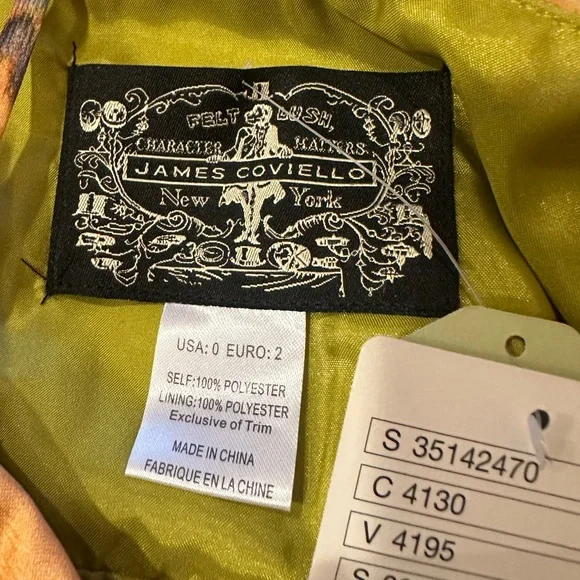 FELT LUSH,
CHARACTER MATTERS
JAMES COVIELLO
New York
USA: 0 EURO: 2
SELF:100% POLYESTER
LINING:100% POLYESTER
Exclusive of Trim
MADE IN CHINA
FABRIQUE EN LA CHINE
S 35142470
C 4130
V 4195
S